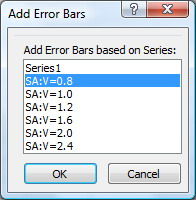 Add Error Bars
Add Error Bars based on Series:
Series1
SA:V=0.8
SA:V=1.0
SA:V=1.2
SA:V=1.6
SA:V=2.0
SA:V=2.4
OK Cancel